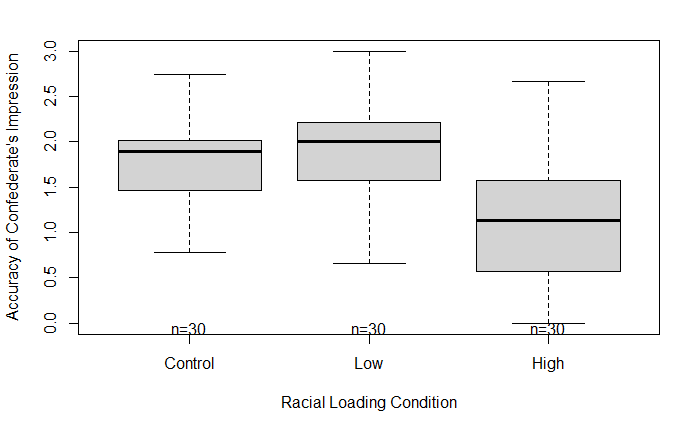 Accuracy of Confederate's Impression
3.0
2.5
2.0
1.5
1.0
0.5
0.0
n=30 n=30 n=30
Control Low High
Racial Loading Condition